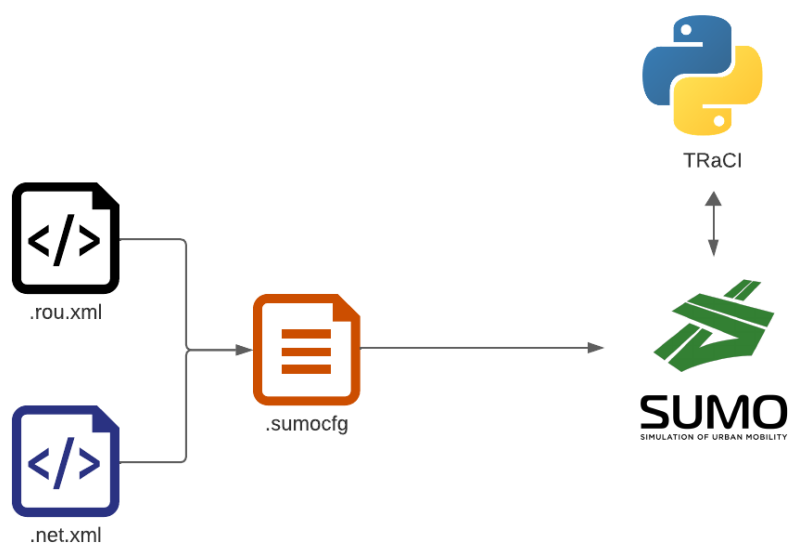 TRaCI
</>
.rou.xml
.sumocfg
SUMO
SIMULATION OF URBAN MOBILITY
</>
.net.xml